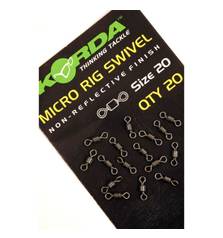 KORDA
THINKING TACKLE
MICRO RIG SWIVEL
NON-REFLECTIVE FINISH
Size 20
QTY 20